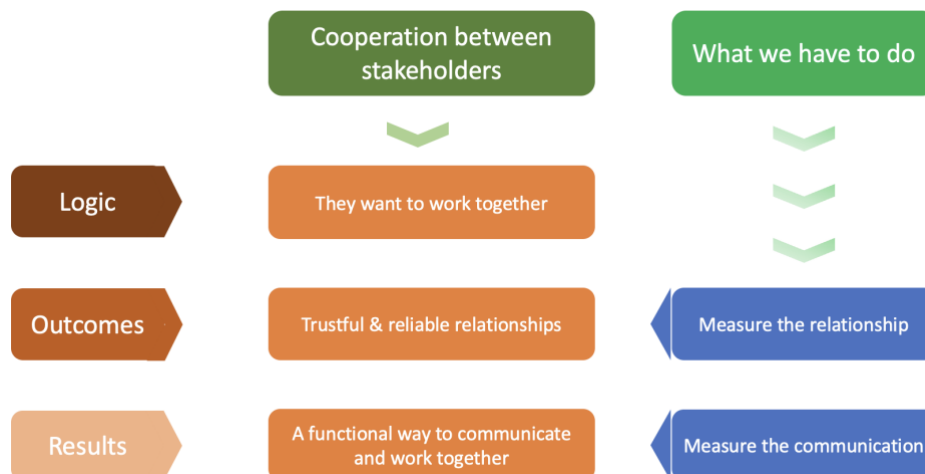 Cooperation between
stakeholders
What we have to do
Logic
They want to work together
Outcomes
Trustful & reliable relationships
Measure the relationship
Results
A functional way to communicate
and work together
Measure the communication